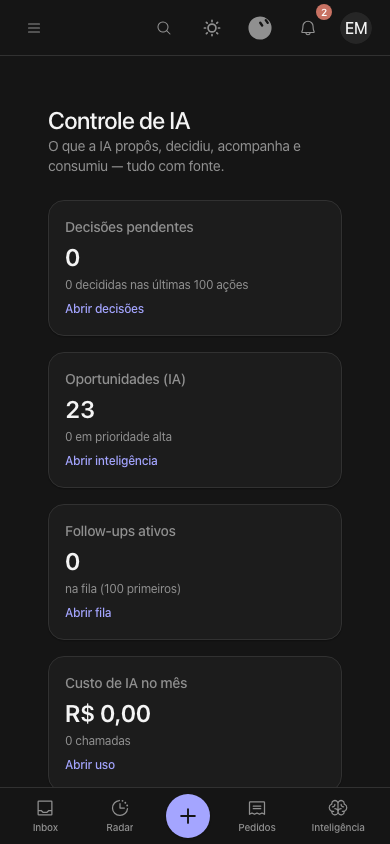 2
EM
Controle de IA
O que a IA propôs, decidiu, acompanha e
consumiu — tudo com fonte.
Decisões pendentes
0
0 decididas nas últimas 100 ações
Abrir decisões
Oportunidades (IA)
23
0 em prioridade alta
Abrir inteligência
Follow-ups ativos
0
na fila (100 primeiros)
Abrir fila
Custo de IA no mês
R$ 0,00
0 chamadas
Abrir uso
Inbox
Radar
Pedidos
Inteligência